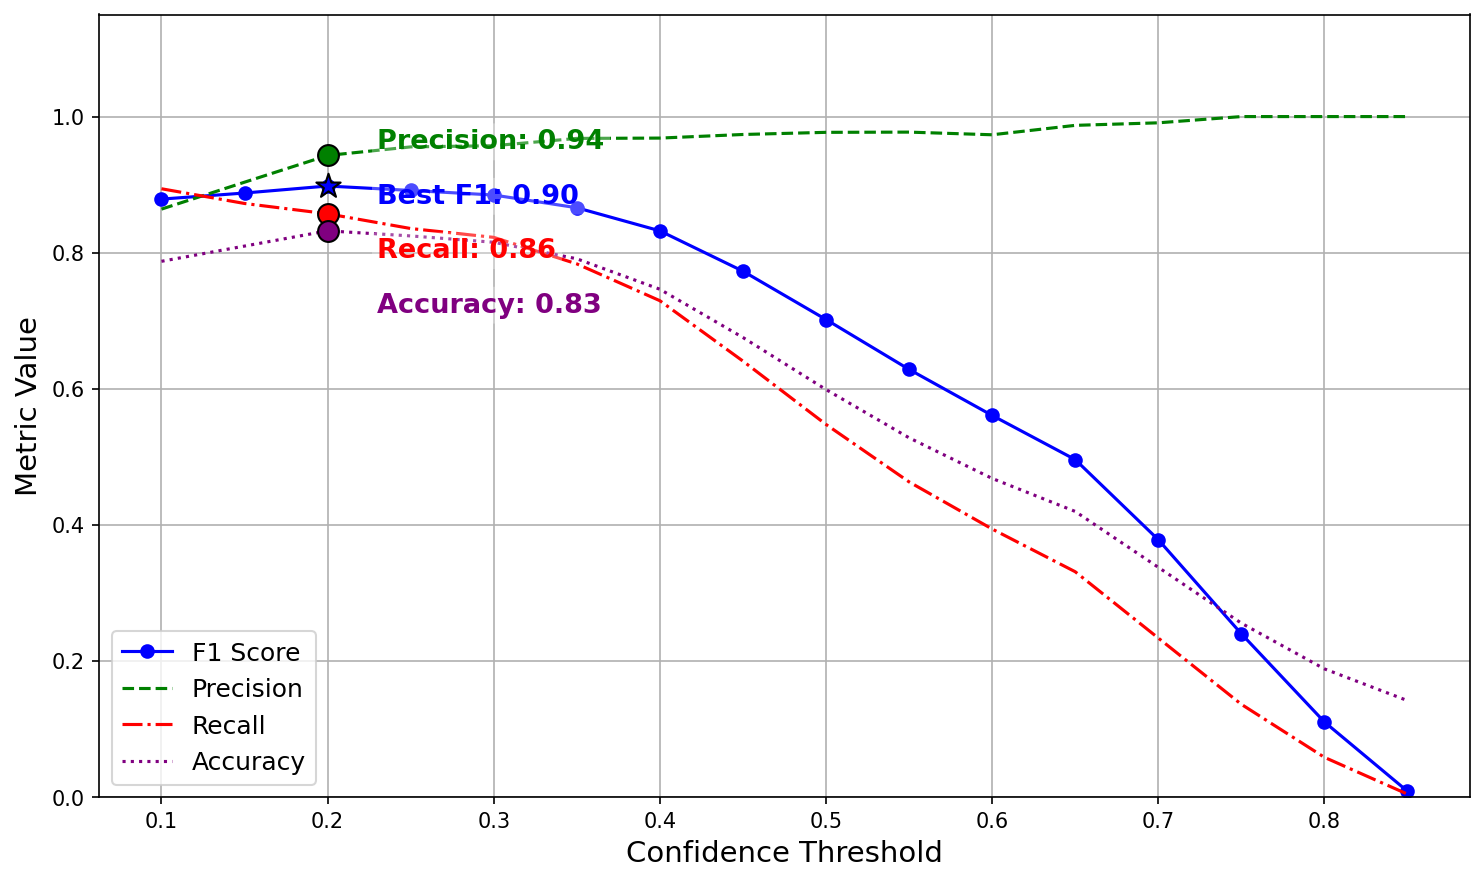 1.0
0.8
0.6
0.4
0.2
0.0
Metric Value
Precision: 0.94
Best F1: 0.90
Recall: 0.86
Accuracy: 0.83
F1 Score
Precision
Recall
Accuracy
0.1 0.2 0.3 0.4 0.5 0.6 0.7 0.8
Confidence Threshold